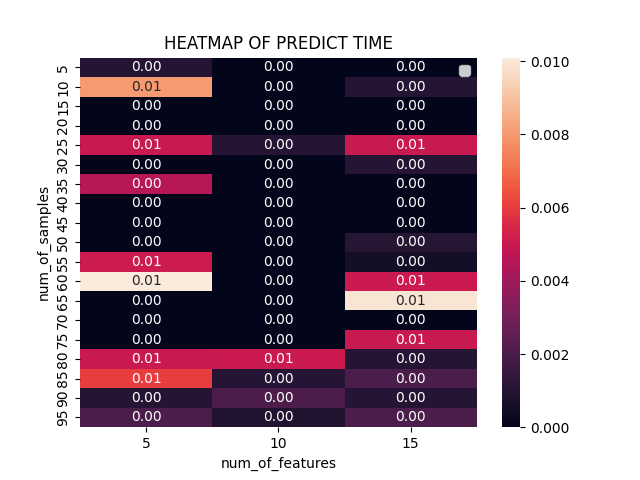 HEATMAP OF PREDICT TIME
5 0.00 0.00 0.00
10 0.01 0.00 0.00
15 0.00 0.00 0.00
20 0.00 0.00 0.00
25 0.01 0.00 0.01
30 0.00 0.00 0.00
35 0.00 0.00 0.00
40 0.00 0.00 0.00
45 0.00 0.00 0.00
50 0.00 0.00 0.00
55 0.01 0.00 0.00
60 0.01 0.00 0.01
65 0.00 0.00 0.01
70 0.00 0.00 0.00
75 0.00 0.00 0.01
80 0.01 0.01 0.00
85 0.01 0.00 0.00
90 0.00 0.00 0.00
95 0.00 0.00 0.00
num_of_samples
5 10 15
num_of_features
0.010
0.008
0.006
0.004
0.002
0.000